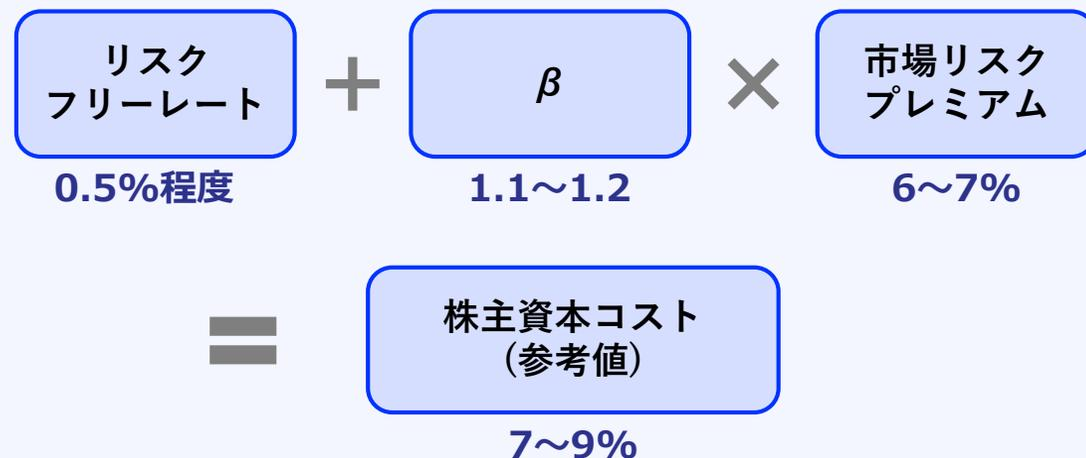 リスク
フリーレート
+
β
×
市場リスク
プレミアム
0.5%程度
1.1～1.2
6～7%
=
株主資本コスト
(参考値)
7～9%